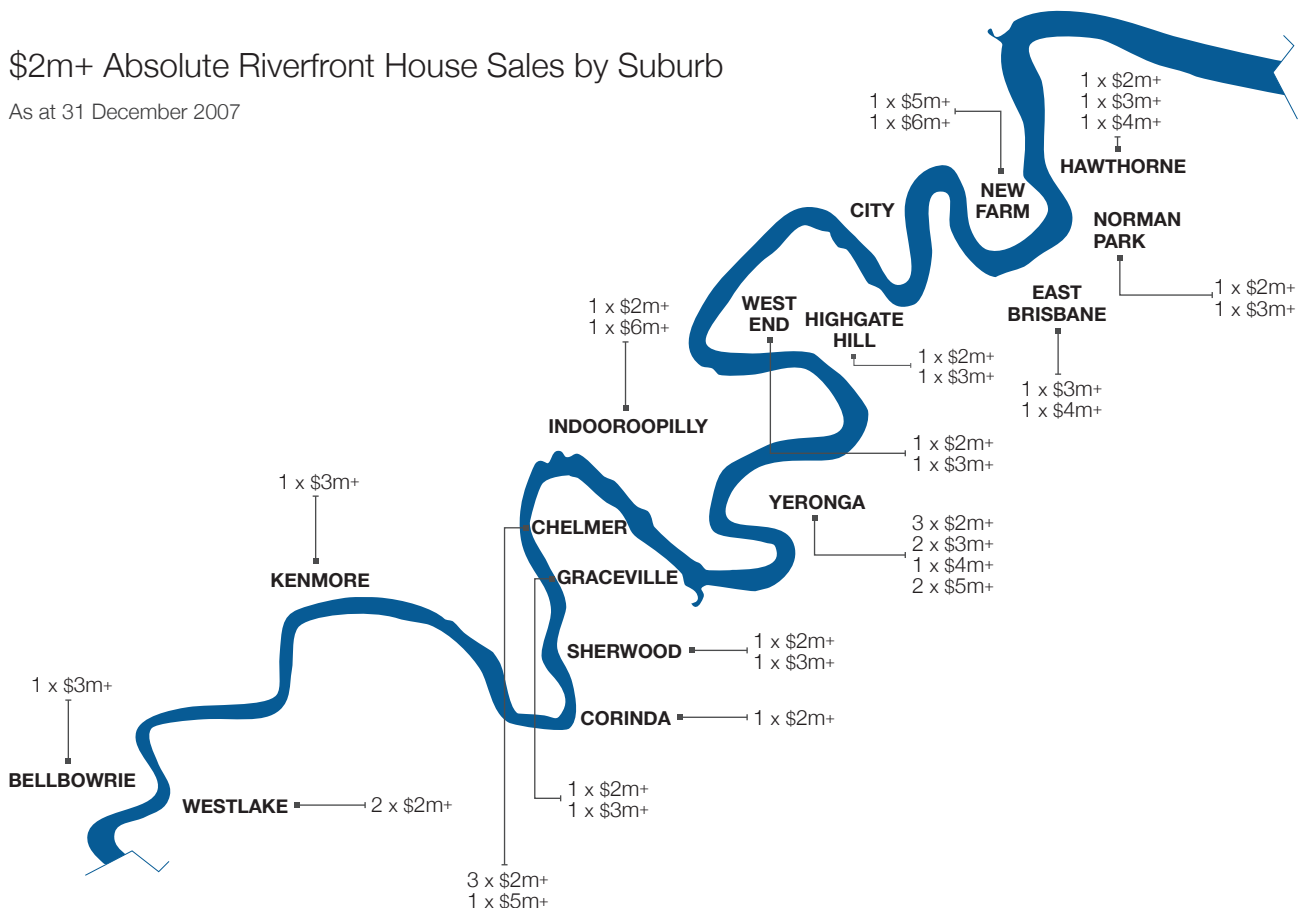 $2m+ Absolute Riverfront House Sales by Suburb
As at 31 December 2007
1 x $5m+
1 x $6m+
NEW
FARM
1 x $2m+
1 x $3m+
1 x $4m+
HAWTHORNE
CITY
NORMAN
PARK
1 x $2m+
1 x $3m+
EAST
BRISBANE
1 x $3m+
1 x $4m+
WEST
END
1 x $2m+
1 x $3m+
HIGHGATE
HILL
1 x $2m+
1 x $3m+
1 x $2m+
1 x $6m+
INDOOROOPILLY
YERONGA
3 x $2m+
2 x $3m+
1 x $4m+
2 x $5m+
1 x $3m+
KENMORE
CHELMER
3 x $2m+
1 x $5m+
GRACEVILLE
1 x $2m+
1 x $3m+
SHERWOOD
1 x $2m+
1 x $3m+
CORINDA
1 x $2m+
1 x $3m+
BELLBOWRIE
WESTLAKE
2 x $2m+